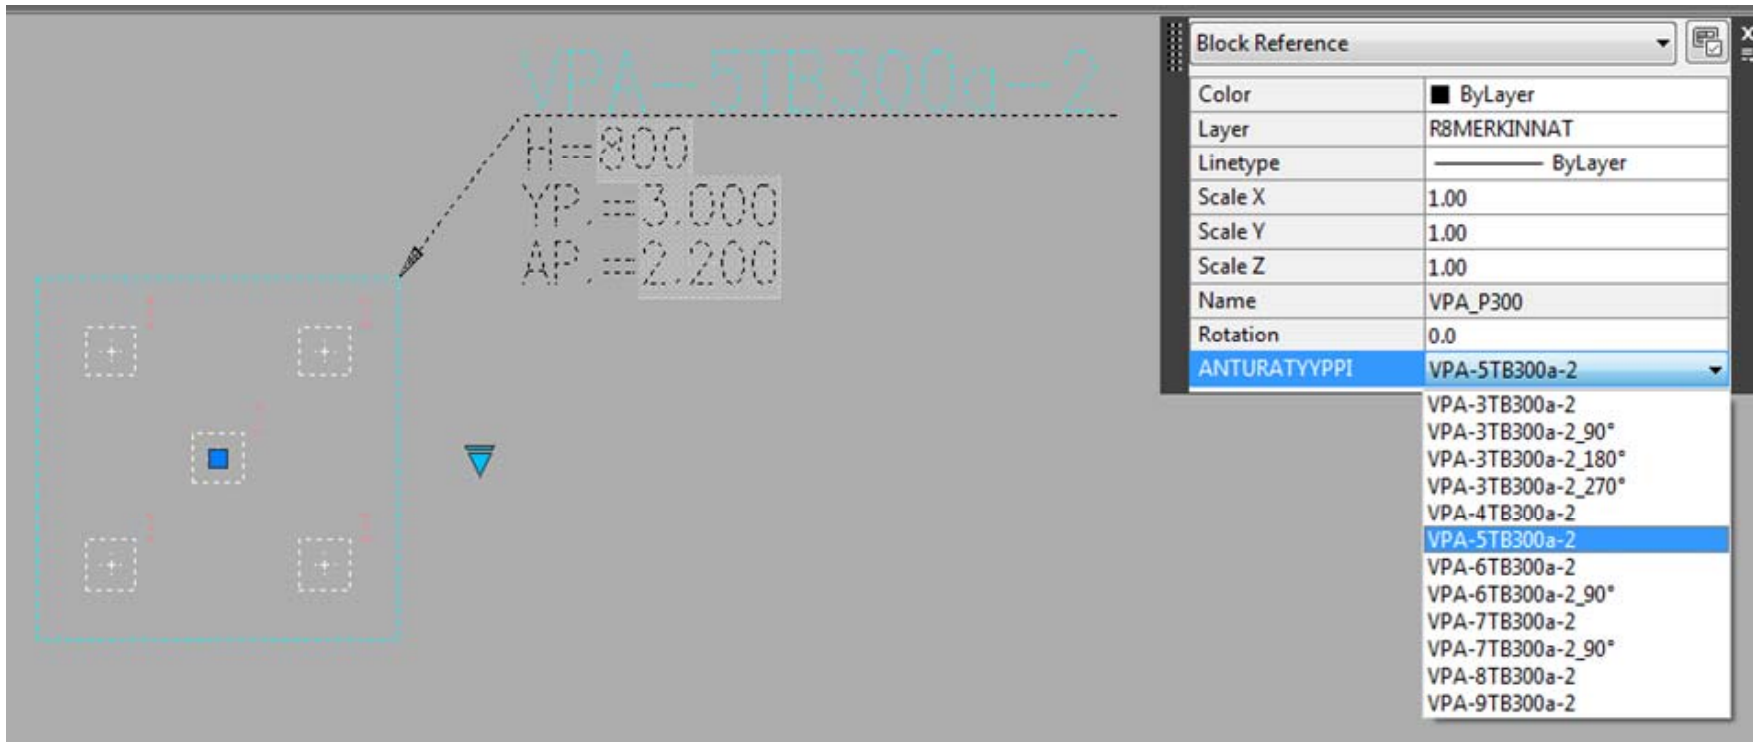 VPA-5TB300a-2
H=800
YP.=3.000
AP.=2.200
Block Reference
Color ByLayer
Layer R8MERKINNAT
Linetype ByLayer
Scale X 1.00
Scale Y 1.00
Scale Z 1.00
Name VPA_P300
Rotation 0.0
ANTURATYYPPI VPA-5TB300a-2
VPA-3TB300a-2
VPA-3TB300a-2_90°
VPA-3TB300a-2_180°
VPA-3TB300a-2_270°
VPA-4TB300a-2
VPA-5TB300a-2
VPA-6TB300a-2
VPA-6TB300a-2_90°
VPA-7TB300a-2
VPA-7TB300a-2_90°
VPA-8TB300a-2
VPA-9TB300a-2